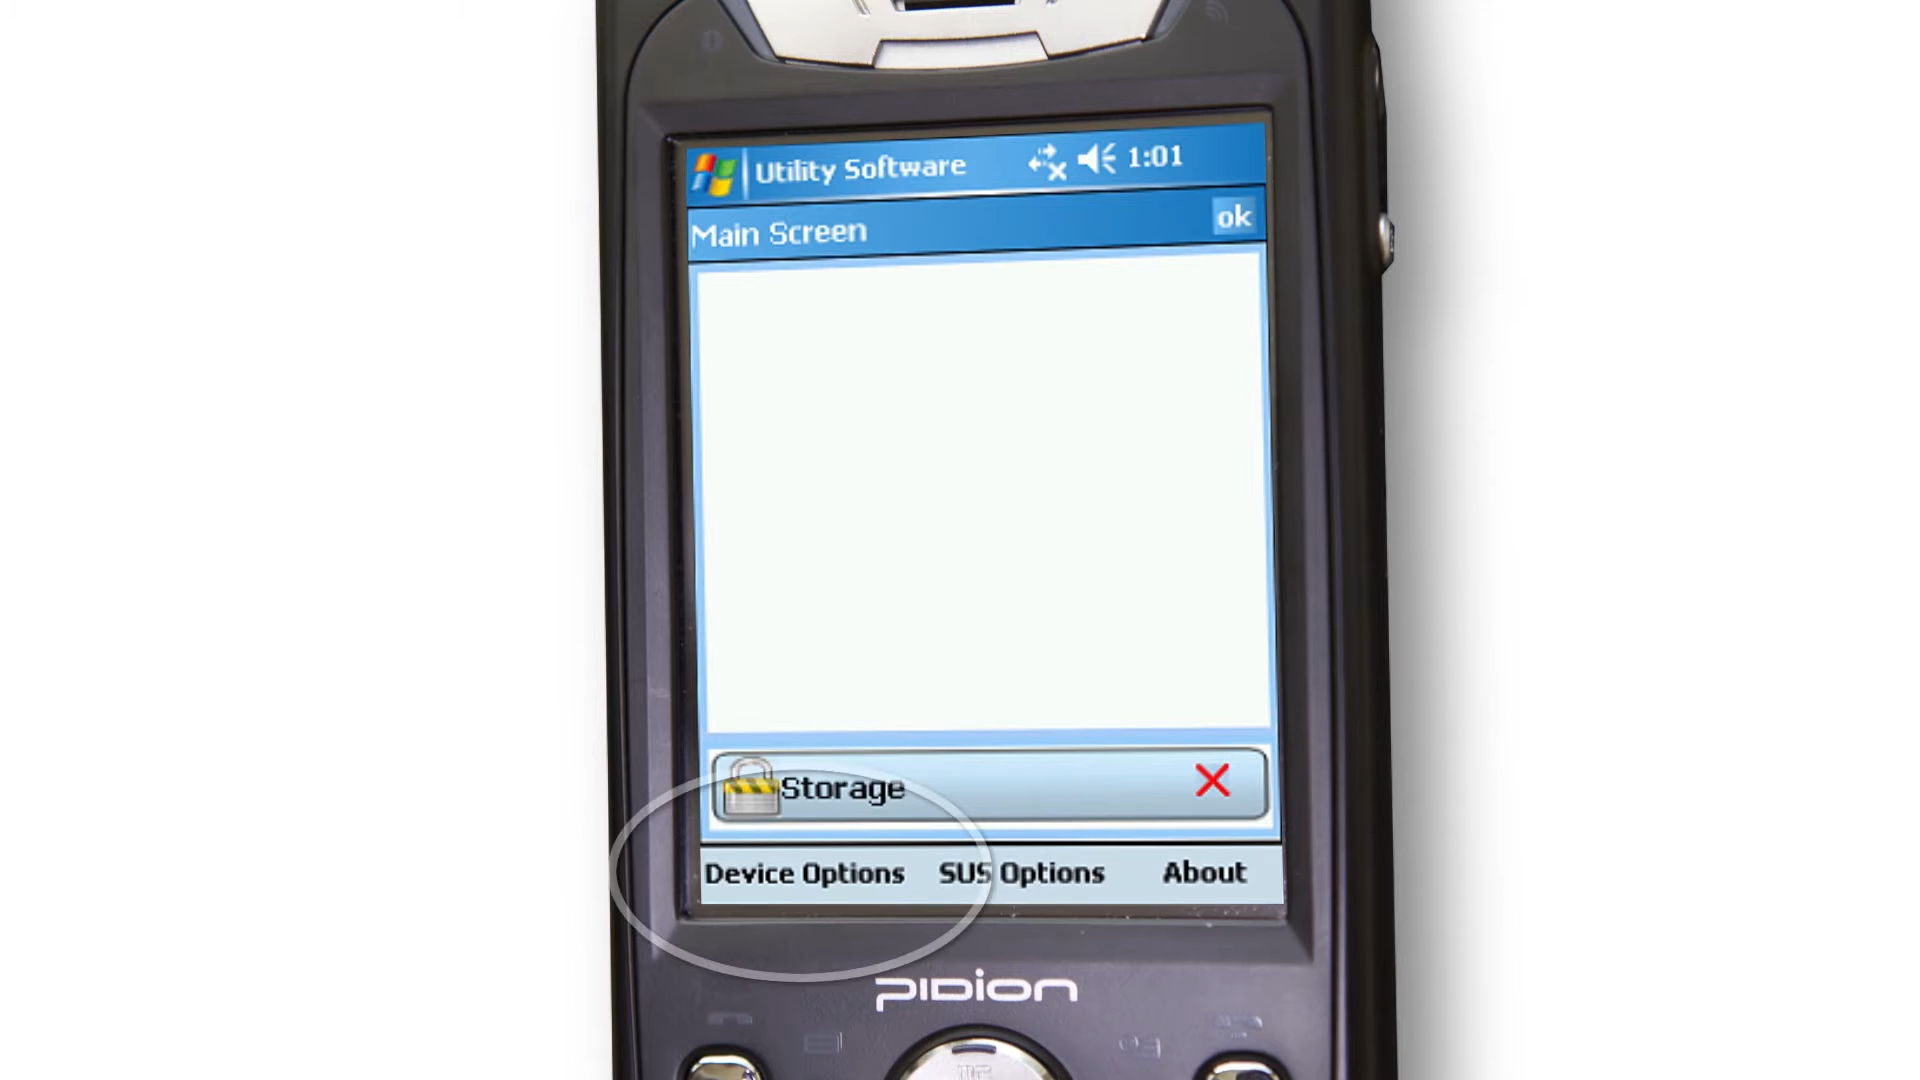 Utility Software 1:01
Main Screen ok
Storage
Device Options SUS Options About
PIDION